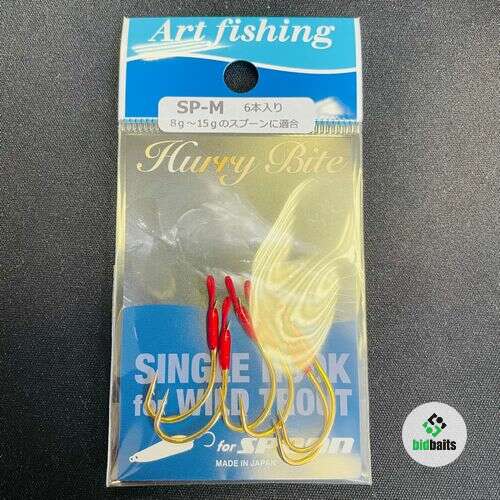 Art fishing
SP-M 6本入り
8g～15gのスプーンに適合
Hurry Bite
SINGLE HOOK
for WILD TROUT
for SPOON
MADE IN JAPAN
bidbaits